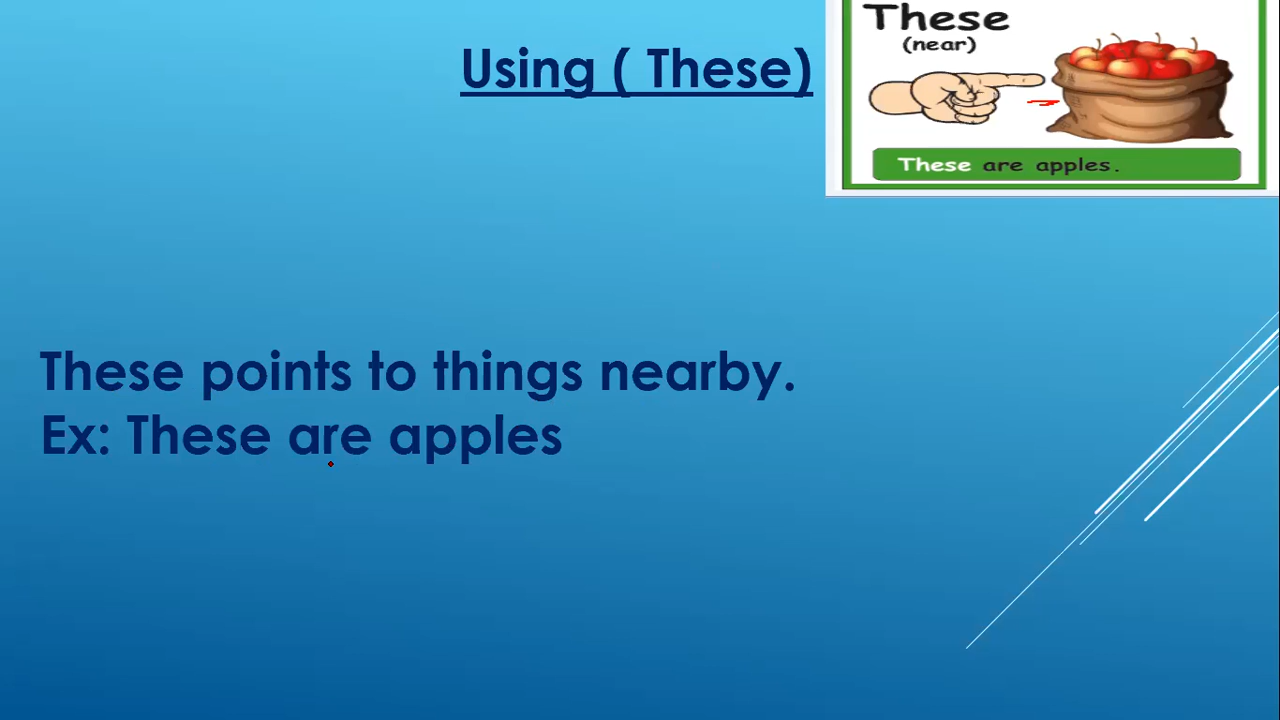 Using ( These)
These
(near)
These are apples.
These points to things nearby.
Ex: These are apples